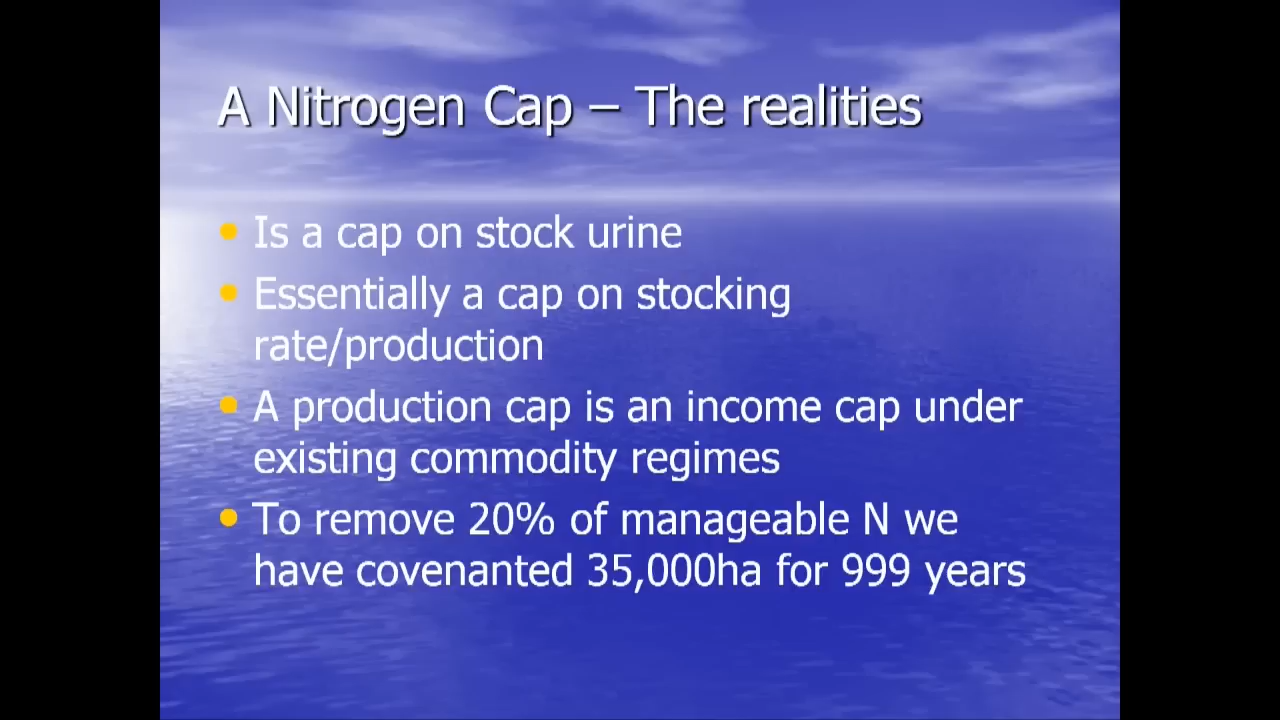 A Nitrogen Cap – The realities
• Is a cap on stock urine
• Essentially a cap on stocking
rate/production
• A production cap is an income cap under
existing commodity regimes
• To remove 20% of manageable N we
have covenanted 35,000ha for 999 years